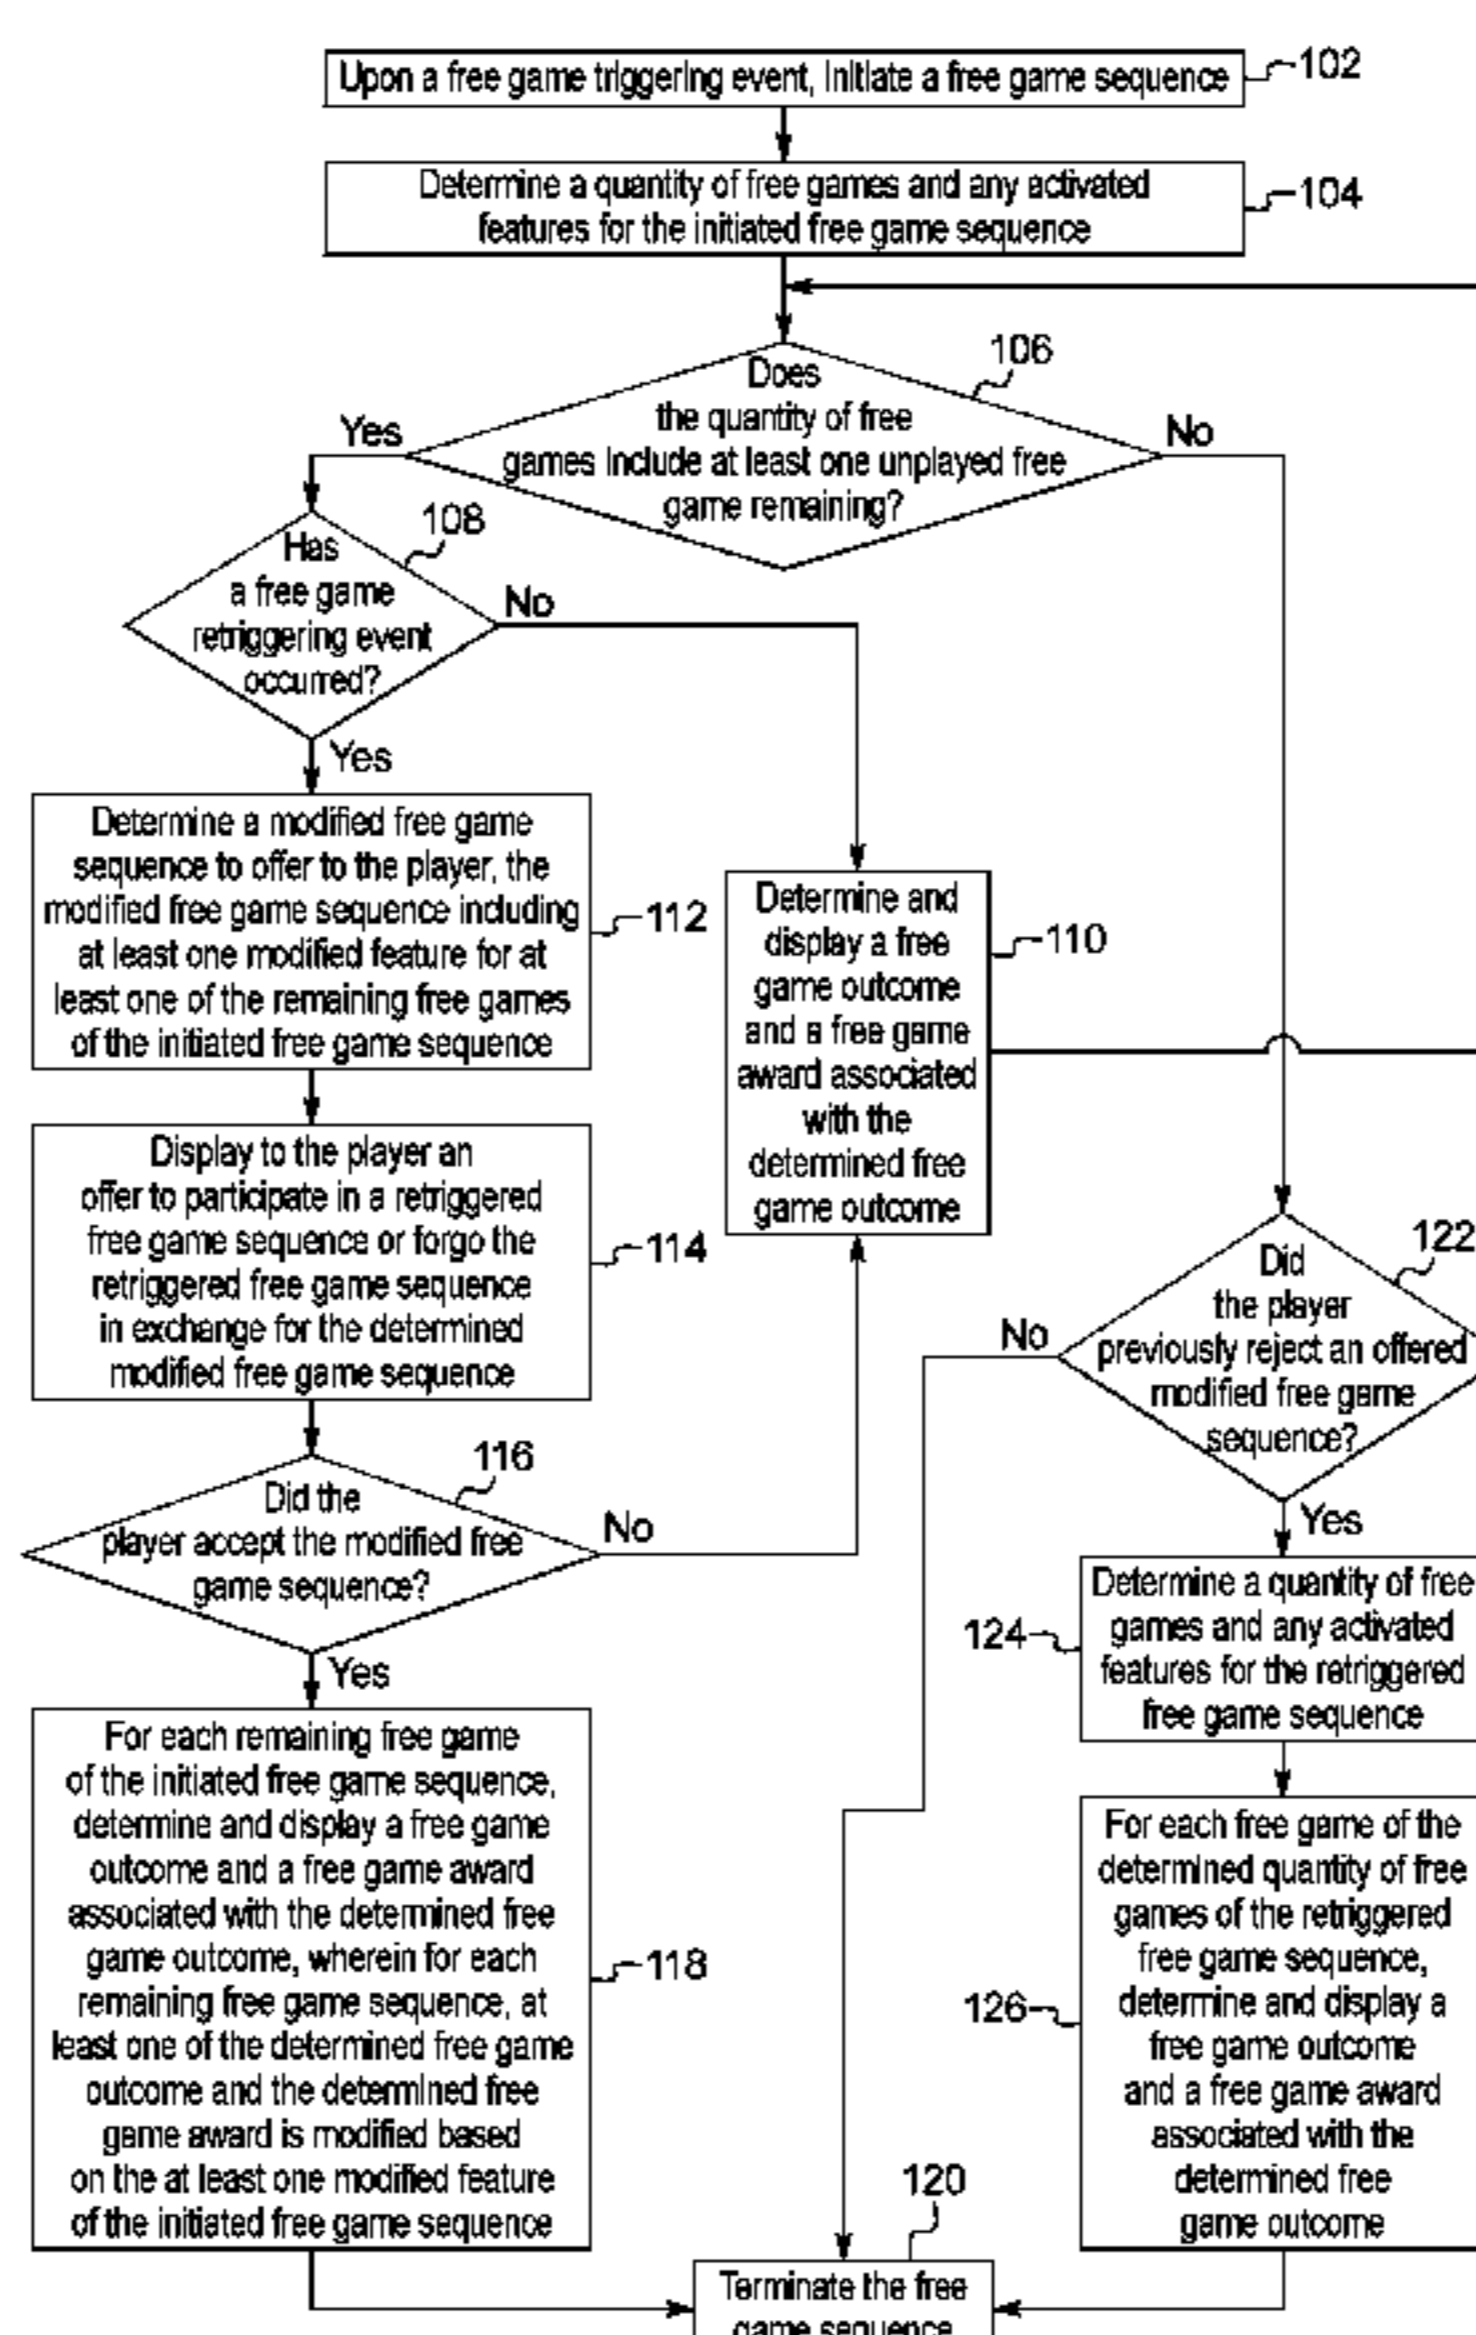 Upon a free game triggering event, initiate a free game sequence
102
Determine a quantity of free games and any activated
features for the initiated free game sequence
104
106
Does
the quantity of free
games include at least one unplayed free
game remaining?
Yes
No
108
Has
a free game
retriggering event
occurred?
No
Yes
Determine a modified free game
sequence to offer to the player, the
modified free game sequence including
at least one modified feature for at
least one of the remaining free games
of the initiated free game sequence
112
Determine and
display a free
game outcome
and a free game
award associated
with the
determined free
game outcome
110
Display to the player an
offer to participate in a retriggered
free game sequence or forgo the
retriggered free game sequence
in exchange for the determined
modified free game sequence
114
122
Did
the player
previously reject an offered
modified free game
sequence?
No
Yes
116
Did the
player accept the modified free
game sequence?
No
Yes
124
Determine a quantity of free
games and any activated
features for the retriggered
free game sequence
For each remaining free game
of the initiated free game sequence,
determine and display a free game
outcome and a free game award
associated with the determined free
game outcome, wherein for each
remaining free game sequence, at
least one of the determined free game
outcome and the determined free
game award is modified based
on the at least one modified feature
of the initiated free game sequence
118
126
For each free game of the
determined quantity of free
games of the retriggered
free game sequence,
determine and display a
free game outcome
and a free game award
associated with the
determined free
game outcome
120
Terminate the free
game sequence